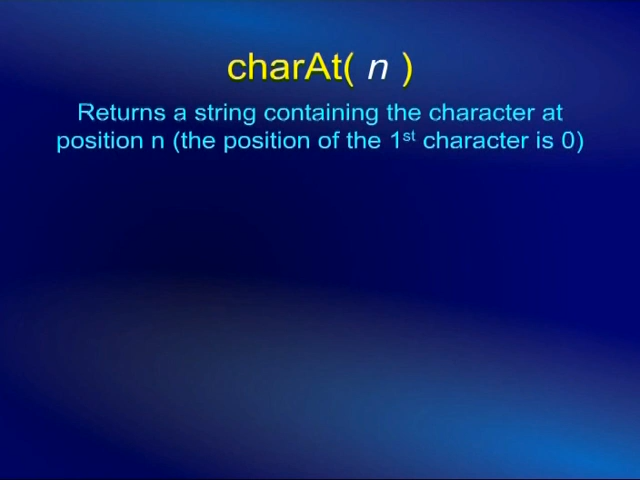 charAt( n )
Returns a string containing the character at
position n (the position of the 1st character is 0)